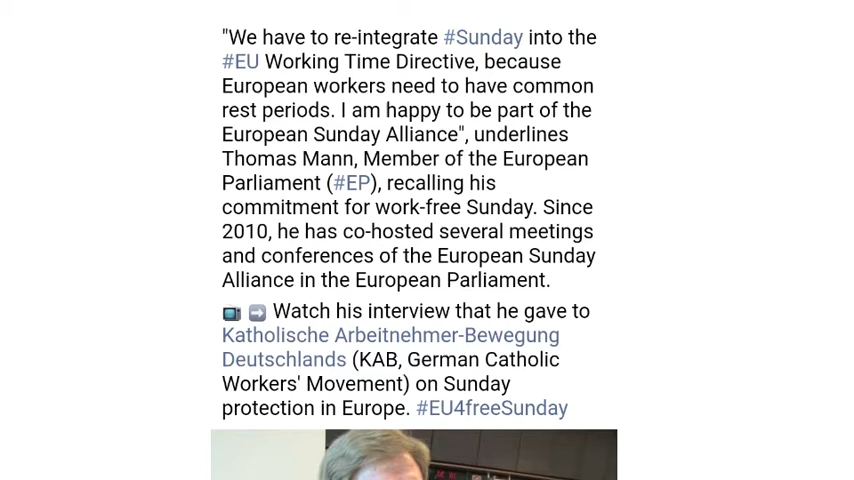 "We have to re-integrate #Sunday into the
#EU Working Time Directive, because
European workers need to have common
rest periods. I am happy to be part of the
European Sunday Alliance", underlines
Thomas Mann, Member of the European
Parliament (#EP), recalling his
commitment for work-free Sunday. Since
2010, he has co-hosted several meetings
and conferences of the European Sunday
Alliance in the European Parliament.
📺 ➡️ Watch his interview that he gave to
Katholische Arbeitnehmer-Bewegung
Deutschlands (KAB, German Catholic
Workers' Movement) on Sunday
protection in Europe. #EU4freeSunday